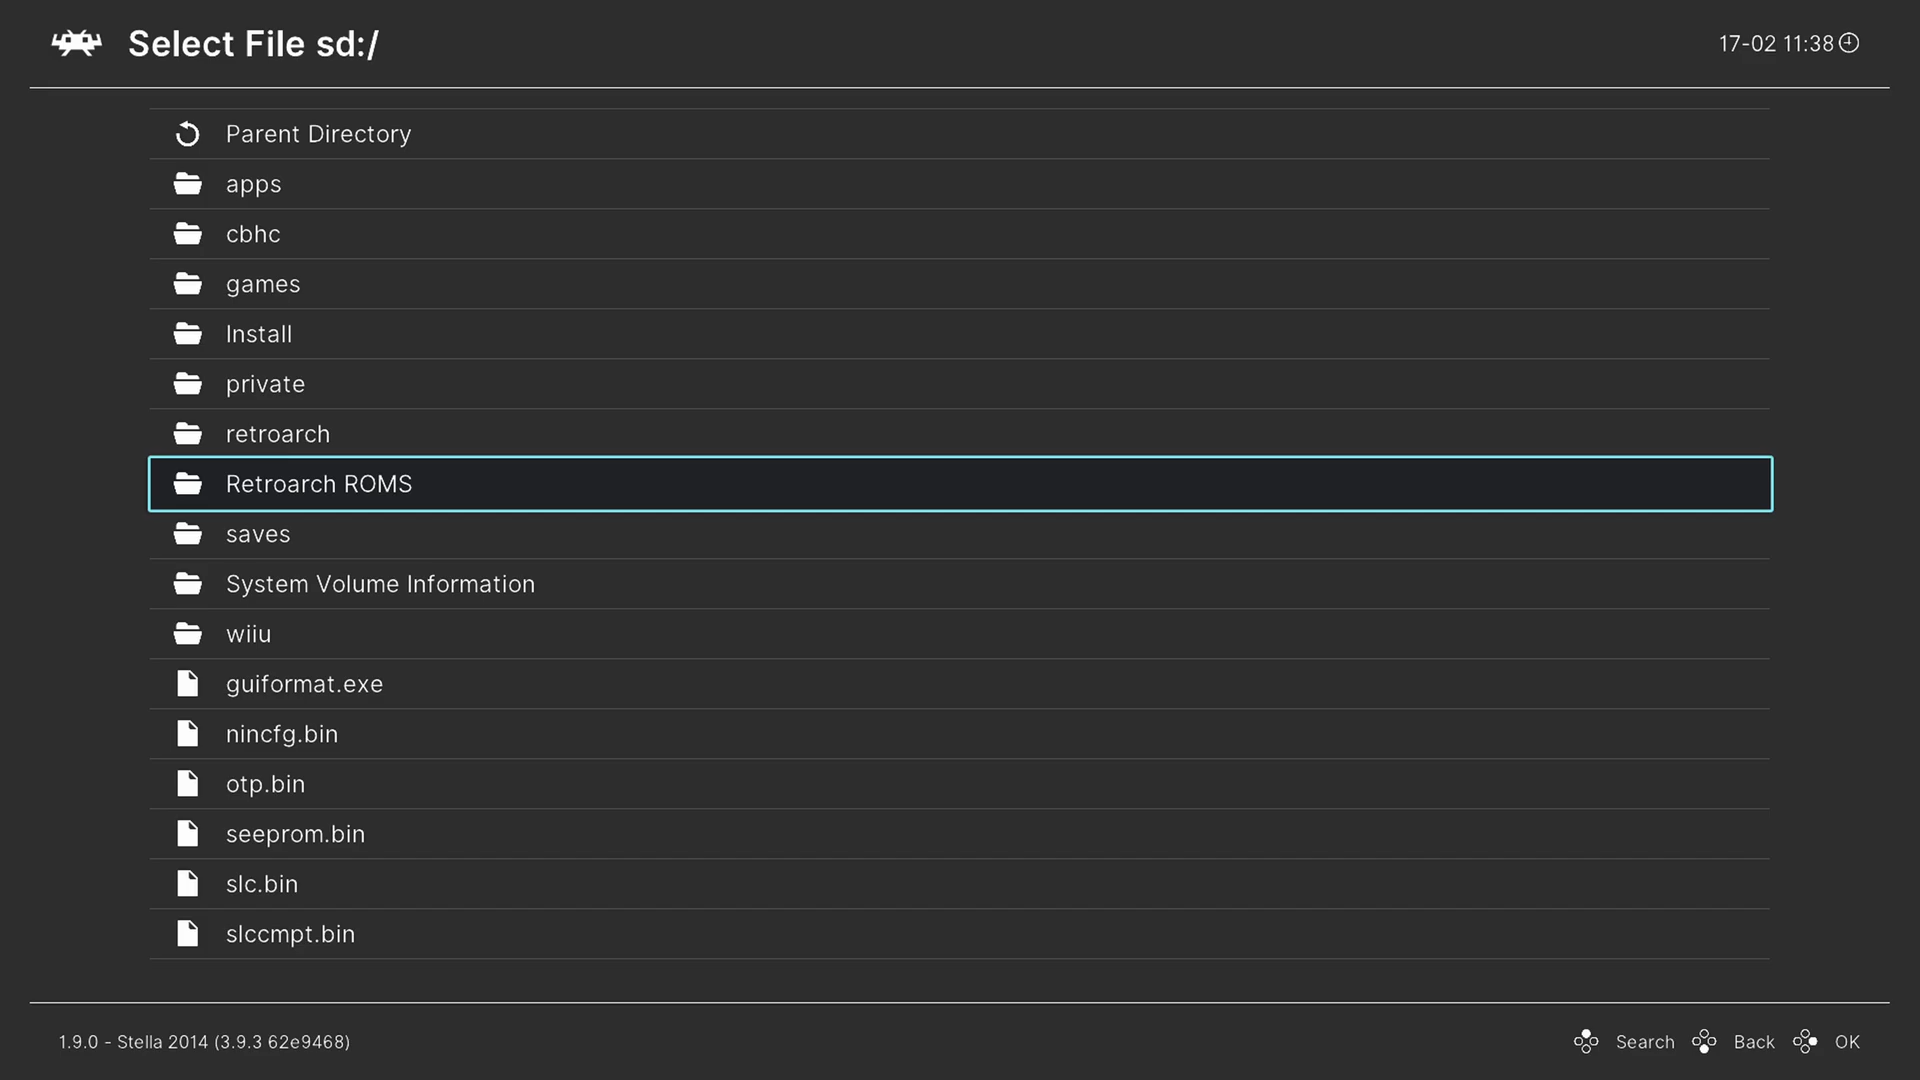 Select File sd:/
17-02 11:38
Parent Directory
apps
cbhc
games
Install
private
retroarch
Retroarch ROMS
saves
System Volume Information
wiiu
guiformat.exe
nincfg.bin
otp.bin
seeprom.bin
slc.bin
slccmpt.bin
1.9.0 - Stella 2014 (3.9.3 62e9468)
Search Back OK